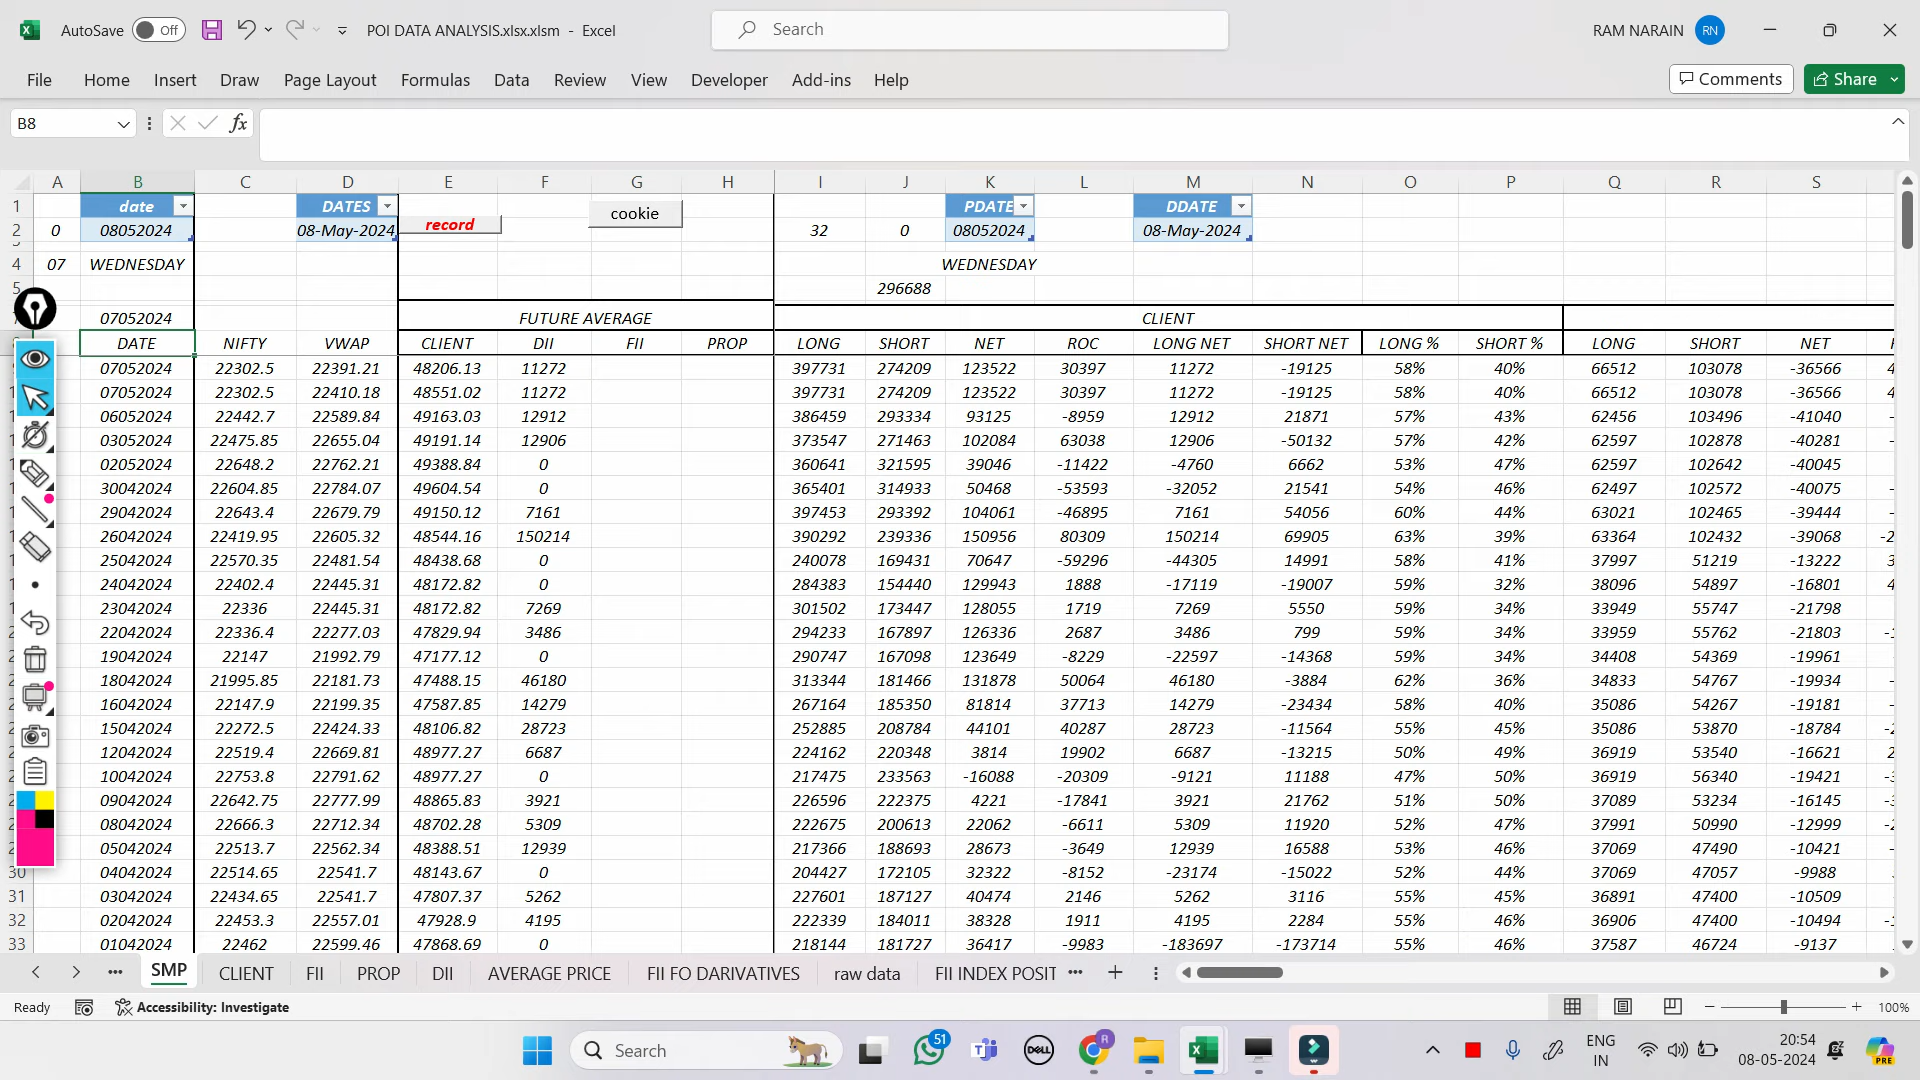 AutoSave Off POI DATA ANALYSIS.xlsx.xlsm - Excel Search RAM NARAIN RN
File Home Insert Draw Page Layout Formulas Data Review View Developer Add-ins Help Comments Share
B8 fx
A B C D E F G H I J K L M N O P Q R S
1 date DATES cookie PDATE DDATE
2 0 08052024 08-May-2024 record 32 0 08052024 08-May-2024
4 07 WEDNESDAY WEDNESDAY
5 296688
07052024 FUTURE AVERAGE CLIENT
DATE NIFTY VWAP CLIENT DII FII PROP LONG SHORT NET ROC LONG NET SHORT NET LONG % SHORT % LONG SHORT NET
07052024 22302.5 22391.21 48206.13 11272 397731 274209 123522 30397 11272 -19125 58% 40% 66512 103078 -36566
07052024 22302.5 22410.18 48551.02 11272 397731 274209 123522 30397 11272 -19125 58% 40% 66512 103078 -36566
06052024 22442.7 22589.84 49163.03 12912 386459 293334 93125 -8959 12912 21871 57% 43% 62456 103496 -41040
03052024 22475.85 22655.04 49191.14 12906 373547 271463 102084 63038 12906 -50132 57% 42% 62597 102878 -40281
02052024 22648.2 22762.21 49388.84 0 360641 321595 39046 -11422 -4760 6662 53% 47% 62597 102642 -40045
30042024 22604.85 22784.07 49604.54 0 365401 314933 50468 -53593 -32052 21541 54% 46% 62497 102572 -40075
29042024 22643.4 22679.79 49150.12 7161 397453 293392 104061 -46895 7161 54056 60% 44% 63021 102465 -39444
26042024 22419.95 22605.32 48544.16 150214 390292 239336 150956 80309 150214 69905 63% 39% 63364 102432 -39068
25042024 22570.35 22481.54 48438.68 0 240078 169431 70647 -59296 -44305 14991 58% 41% 37997 51219 -13222
24042024 22402.4 22445.31 48172.82 0 284383 154440 129943 1888 -17119 -19007 59% 32% 38096 54897 -16801
23042024 22336 22445.31 48172.82 7269 301502 173447 128055 1719 7269 5550 59% 34% 33949 55747 -21798
22042024 22336.4 22277.03 47829.94 3486 294233 167897 126336 2687 3486 799 59% 34% 33959 55762 -21803
19042024 22147 21992.79 47177.12 0 290747 167098 123649 -8229 -22597 -14368 59% 34% 34408 54369 -19961
18042024 21995.85 22181.73 47488.15 46180 313344 181466 131878 50064 46180 -3884 62% 36% 34833 54767 -19934
16042024 22147.9 22199.35 47587.85 14279 267164 185350 81814 37713 14279 -23434 58% 40% 35086 54267 -19181
15042024 22272.5 22424.33 48106.82 28723 252885 208784 44101 40287 28723 -11564 55% 45% 35086 53870 -18784
12042024 22519.4 22669.81 48977.27 6687 224162 220348 3814 19902 6687 -13215 50% 49% 36919 53540 -16621
10042024 22753.8 22791.62 48977.27 0 217475 233563 -16088 -20309 -9121 11188 47% 50% 36919 56340 -19421
09042024 22642.75 22777.99 48865.83 3921 226596 222375 4221 -17841 3921 21762 51% 50% 37089 53234 -16145
08042024 22666.3 22712.34 48702.28 5309 222675 200613 22062 -6611 5309 11920 52% 47% 37991 50990 -12999
05042024 22513.7 22562.34 48388.51 12939 217366 188693 28673 -3649 12939 16588 53% 46% 37069 47490 -10421
30 04042024 22514.65 22541.7 48143.67 0 204427 172105 32322 -8152 -23174 -15022 52% 44% 37069 47057 -9988
31 03042024 22434.65 22541.7 47807.37 5262 227601 187127 40474 2146 5262 3116 55% 45% 36891 47400 -10509
32 02042024 22453.3 22557.01 47928.9 4195 222339 184011 38328 1911 4195 2284 55% 46% 36906 47400 -10494
33 01042024 22462 22599.46 47868.69 0 218144 181727 36417 -9983 -183697 -173714 55% 46% 37587 46724 -9137
SMP CLIENT FII PROP DII AVERAGE PRICE FII FO DARIVATIVES raw data FII INDEX POSIT
Ready Accessibility: Investigate 100%
Search 51 DELL R ENG IN 20:54 08-05-2024 PRE